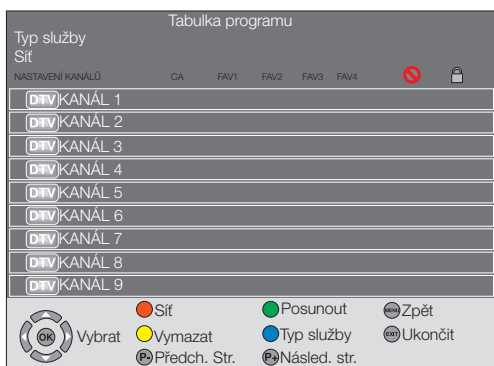 Tabulka programu
Typ služby
Síť
NASTAVENÍ KANÁLŮ CA FAV1 FAV2 FAV3 FAV4
DTV KANÁL 1
DTV KANÁL 2
DTV KANÁL 3
DTV KANÁL 4
DTV KANÁL 5
DTV KANÁL 6
DTV KANÁL 7
DTV KANÁL 8
DTV KANÁL 9
OK Vybrat
Síť Posunout MENU Zpět
Vymazat Typ služby EXIT Ukončit
P- Předch. Str. P+ Násled. str.